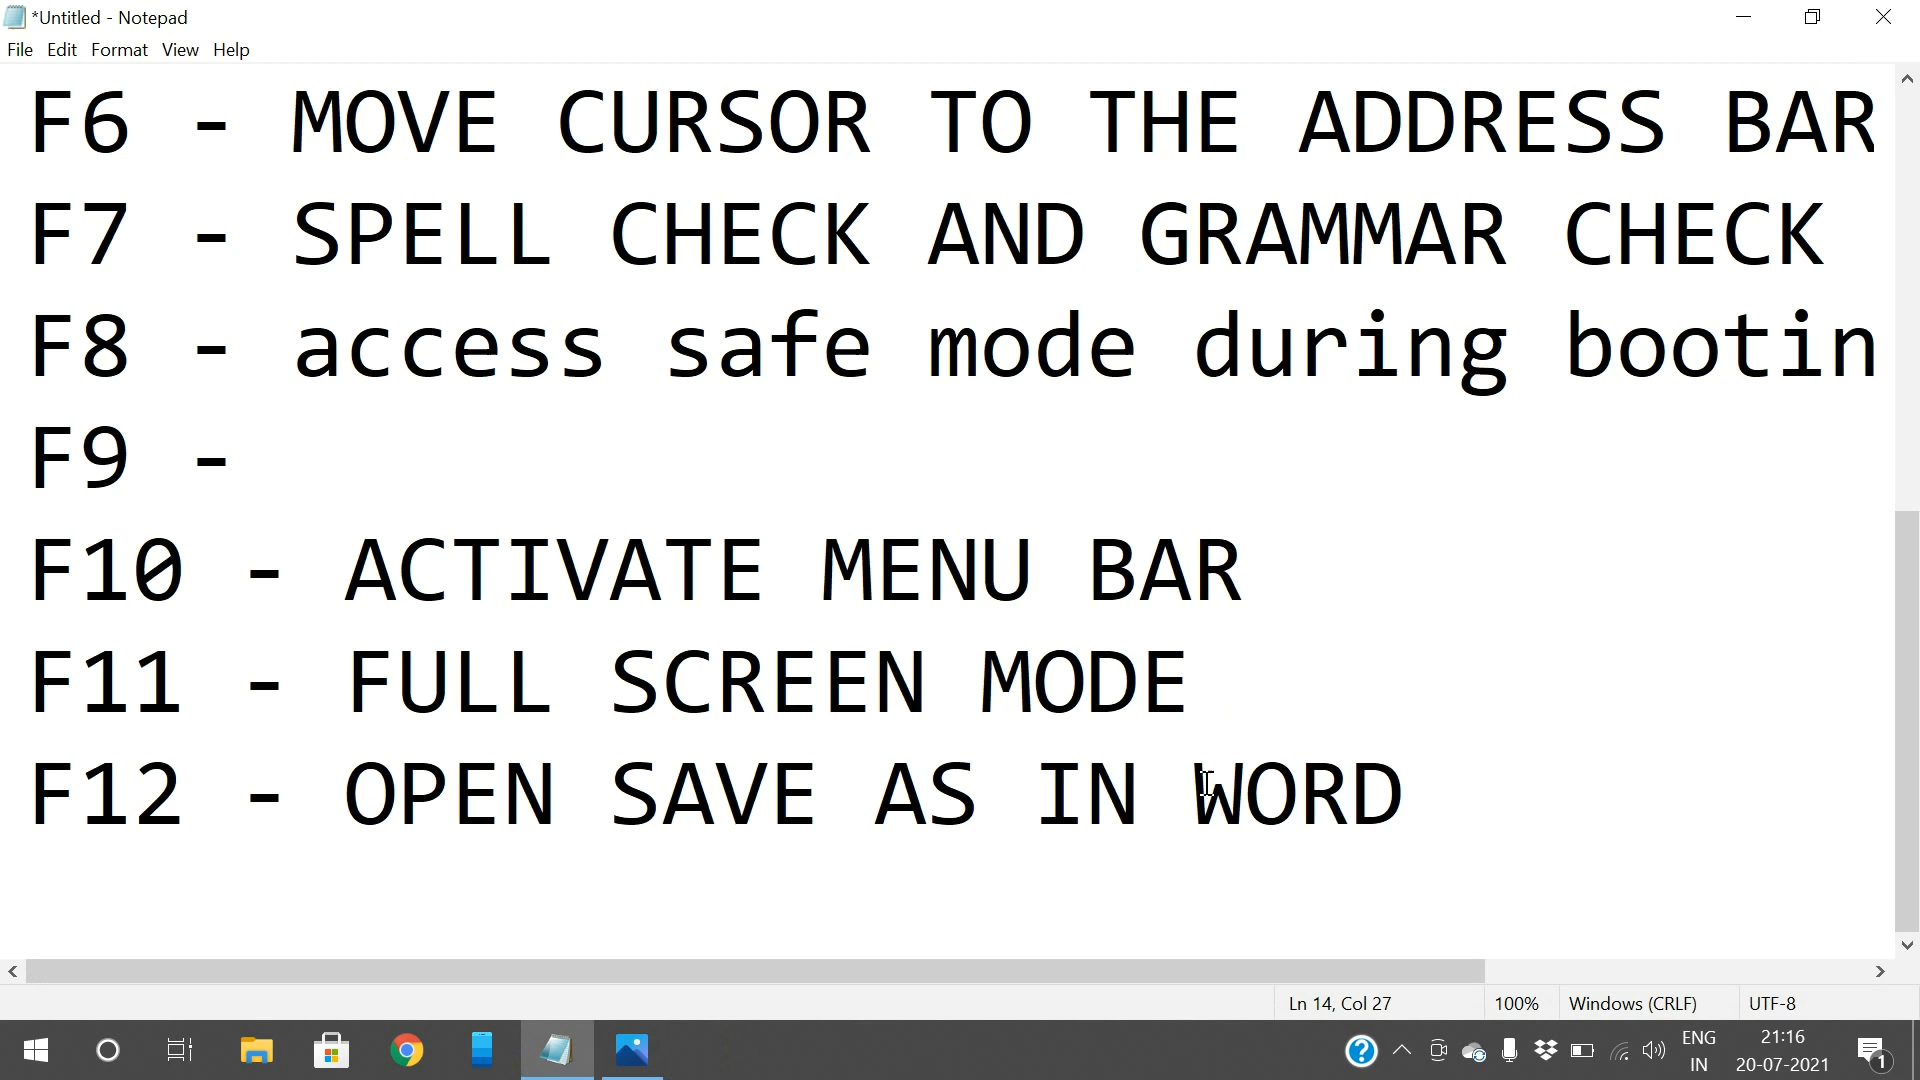 *Untitled - Notepad
File Edit Format View Help
F6 - MOVE CURSOR TO THE ADDRESS BAR
F7 - SPELL CHECK AND GRAMMAR CHECK
F8 - access safe mode during bootin
F9 -
F10 - ACTIVATE MENU BAR
F11 - FULL SCREEN MODE
F12 - OPEN SAVE AS IN WORD
Ln 14, Col 27 100% Windows (CRLF) UTF-8
ENG 21:16
IN 20-07-2021 1